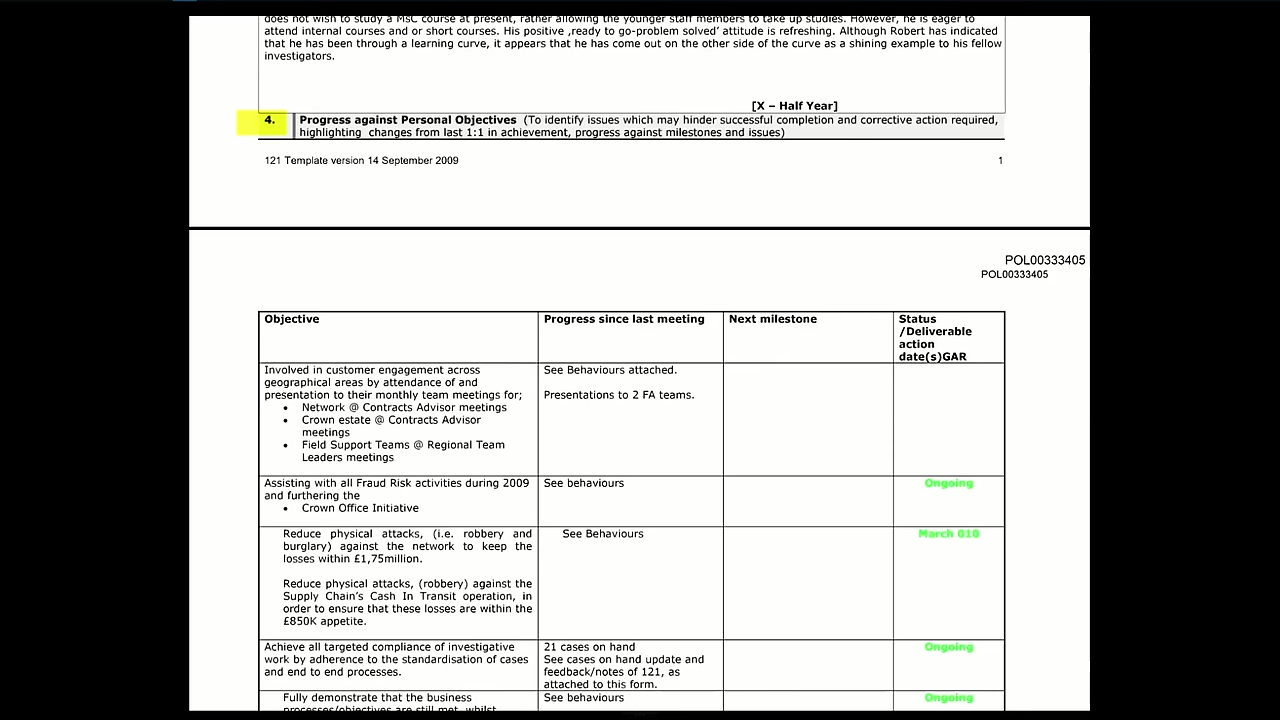 does not wish to study a MSC course at present, rather allowing the younger staff members to take up studies. However, he is eager to
attend internal courses and or short courses. His positive ,ready to go-problem solved' attitude is refreshing. Although Robert has indicated
that he has been through a learning curve, it appears that he has come out on the other side of the curve as a shining example to his fellow
investigators.
[X – Half Year]
4. Progress against Personal Objectives (To identify issues which may hinder successful completion and corrective action required,
highlighting changes from last 1:1 in achievement, progress against milestones and issues)
121 Template version 14 September 2009 1
POL00333405
POL00333405
Objective
Progress since last meeting
Next milestone
Status
/Deliverable
action
date(s)GAR
Involved in customer engagement across
geographical areas by attendance of and
presentation to their monthly team meetings for;
• Network @ Contracts Advisor meetings
• Crown estate @ Contracts Advisor
meetings
• Field Support Teams @ Regional Team
Leaders meetings
See Behaviours attached.
Presentations to 2 FA teams.
Assisting with all Fraud Risk activities during 2009
and furthering the
• Crown Office Initiative
See behaviours
Ongoing
Reduce physical attacks, (i.e. robbery and
burglary) against the network to keep the
losses within £1,75million.
Reduce physical attacks, (robbery) against the
Supply Chain's Cash In Transit operation, in
order to ensure that these losses are within the
£850K appetite.
See Behaviours
March 010
Achieve all targeted compliance of investigative
work by adherence to the standardisation of cases
and end to end processes.
21 cases on hand
See cases on hand update and
feedback/notes of 121, as
attached to this form.
Ongoing
Fully demonstrate that the business
processes/objectives are still met, whilst
See behaviours
Ongoing